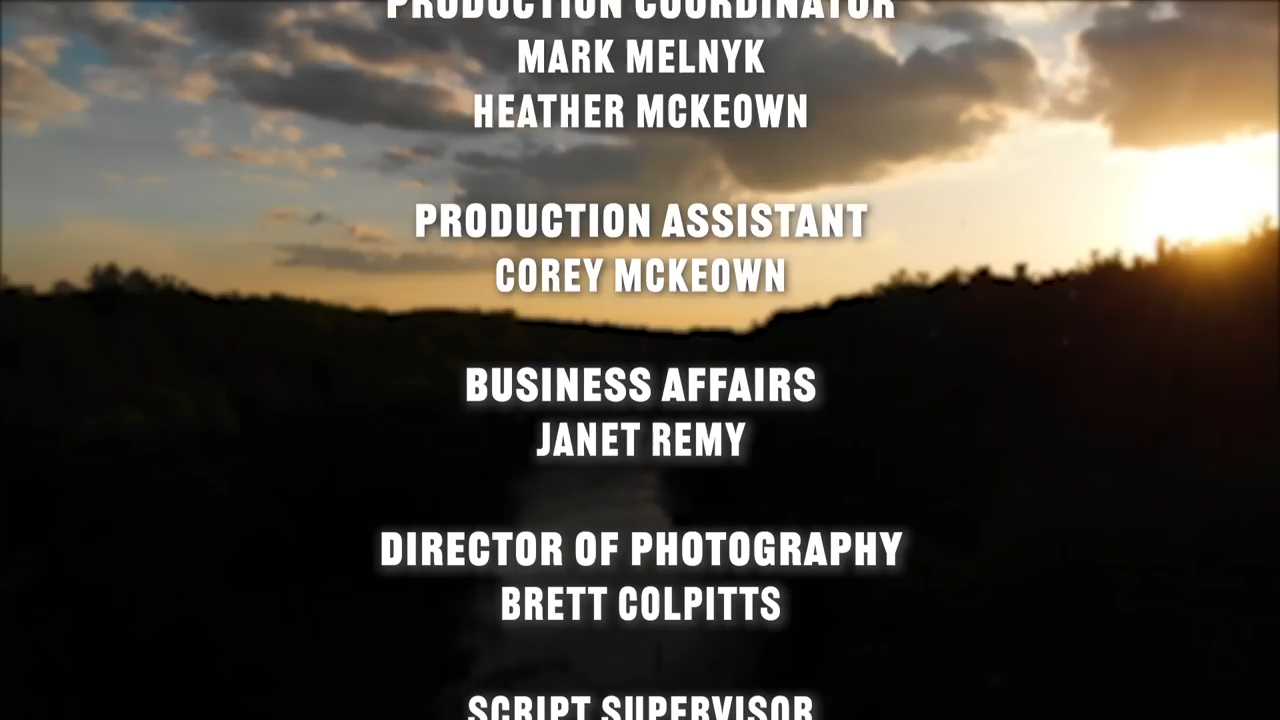 PRODUCTION COORDINATOR
MARK MELNYK
HEATHER MCKEOWN
PRODUCTION ASSISTANT
COREY MCKEOWN
BUSINESS AFFAIRS
JANET REMY
DIRECTOR OF PHOTOGRAPHY
BRETT COLPITTS
SCRIPT SUPERVISOR